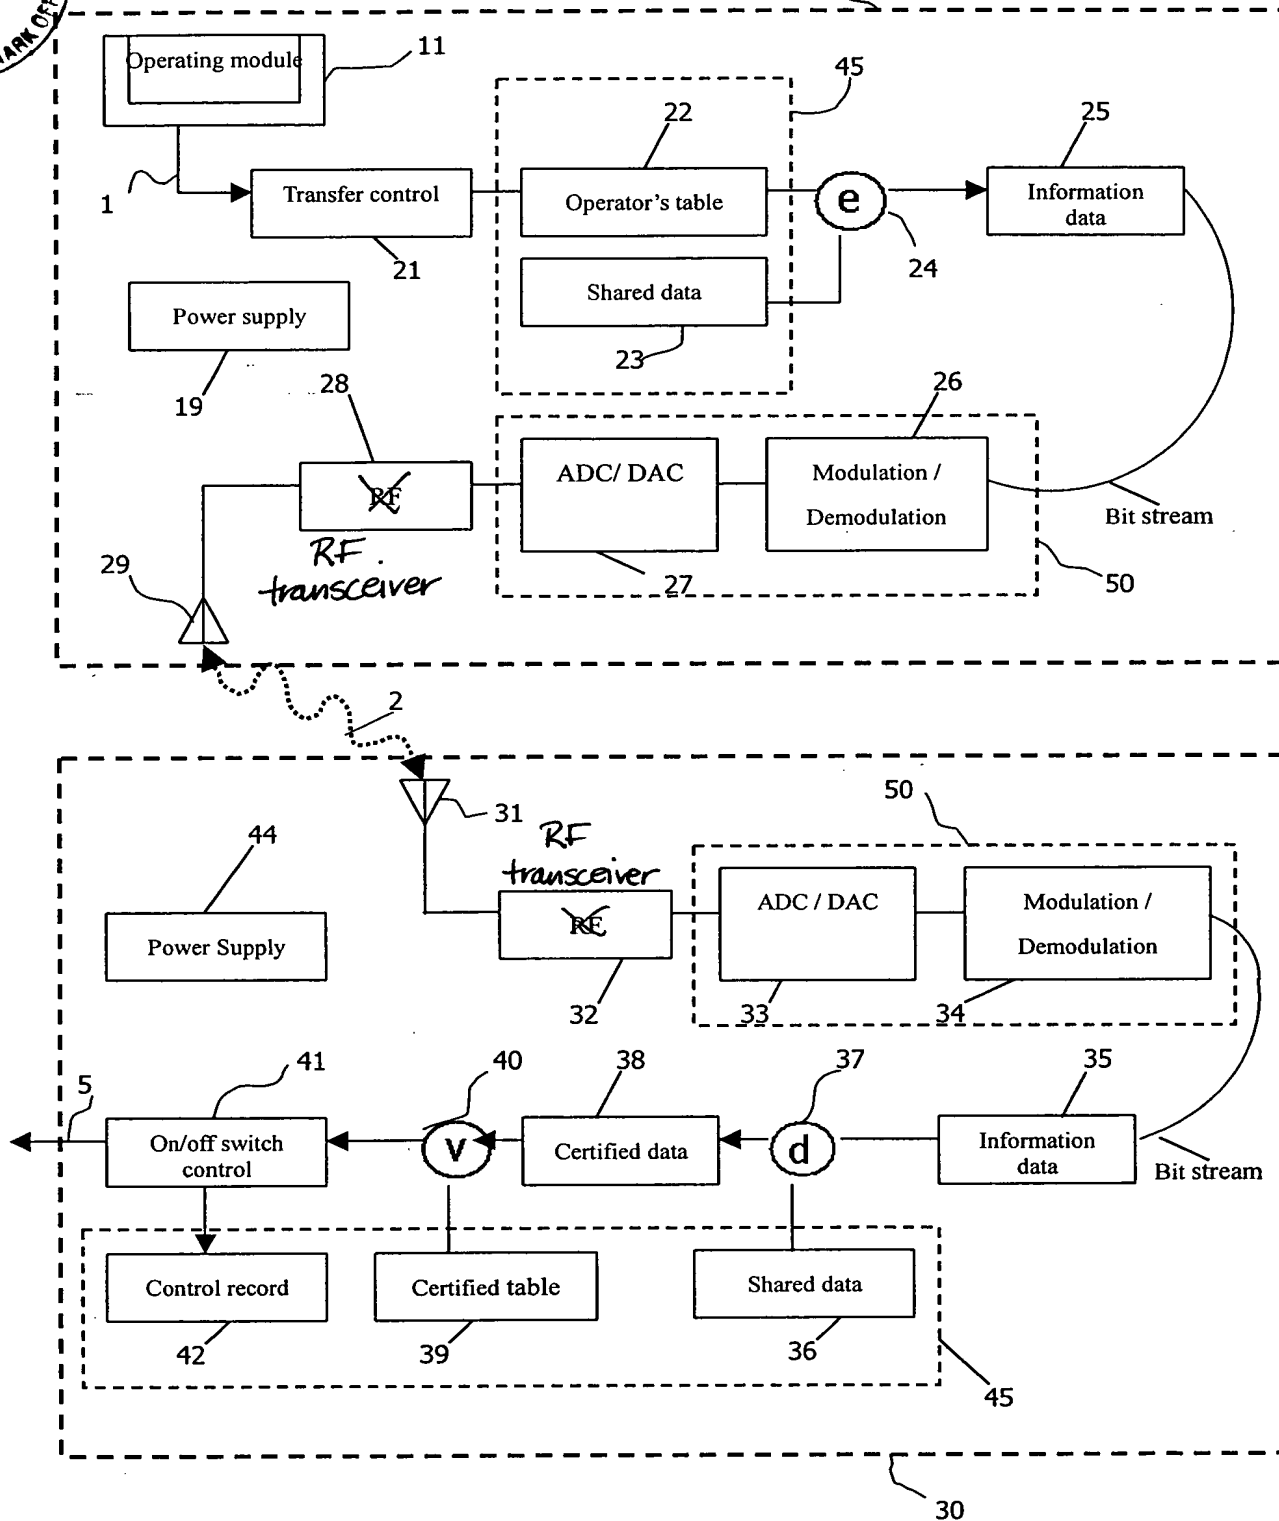 ARK OF
Operating module
11
45
22
25
1
Transfer control
Operator's table
e
Information
data
21
24
Shared data
Power supply
23
19
28
26
ADC/ DAC
Modulation /
Demodulation
RF
Bit stream
RF
transceiver
29
27
50
2
31
50
44
RF
transceiver
ADC / DAC
Modulation /
Demodulation
RF
Power Supply
32
33
34
41
40
38
37
35
5
On/off switch
control
v
Certified data
d
Information
data
Bit stream
Control record
Certified table
Shared data
42
39
36
45
30